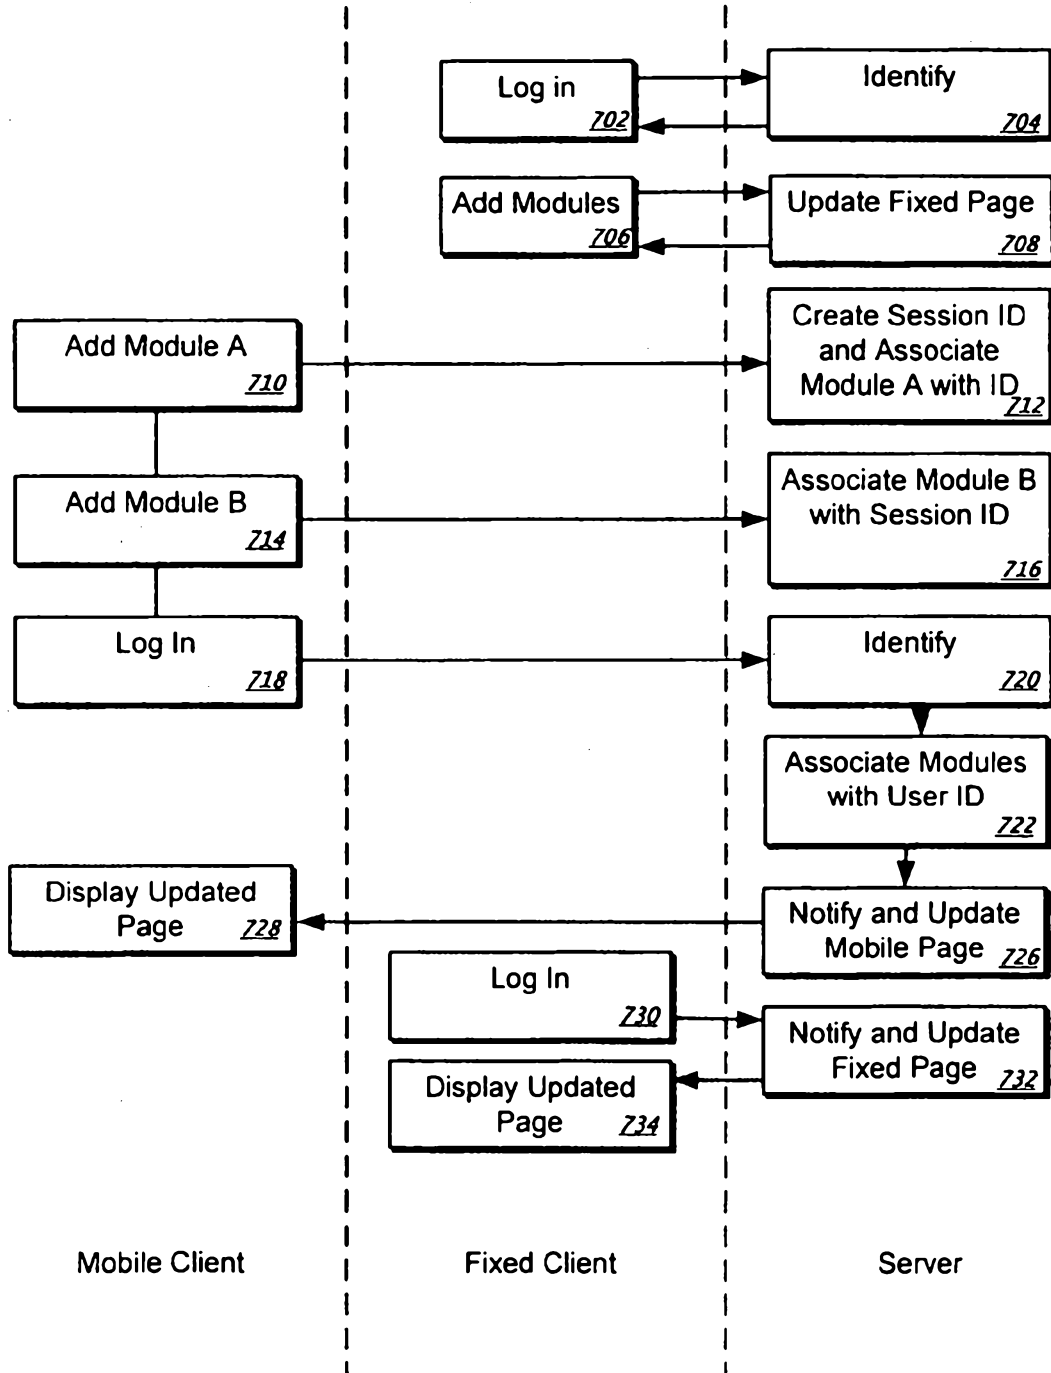 Log in
702
Identify
704
Add Modules
706
Update Fixed Page
708
Add Module A
710
Create Session ID
and Associate
Module A with ID
712
Add Module B
714
Associate Module B
with Session ID
716
Log In
718
Identify
720
Associate Modules
with User ID
722
Display Updated
Page 728
Notify and Update
Mobile Page 726
Log In
730
Notify and Update
Fixed Page 732
Display Updated
Page 734
Mobile Client
Fixed Client
Server